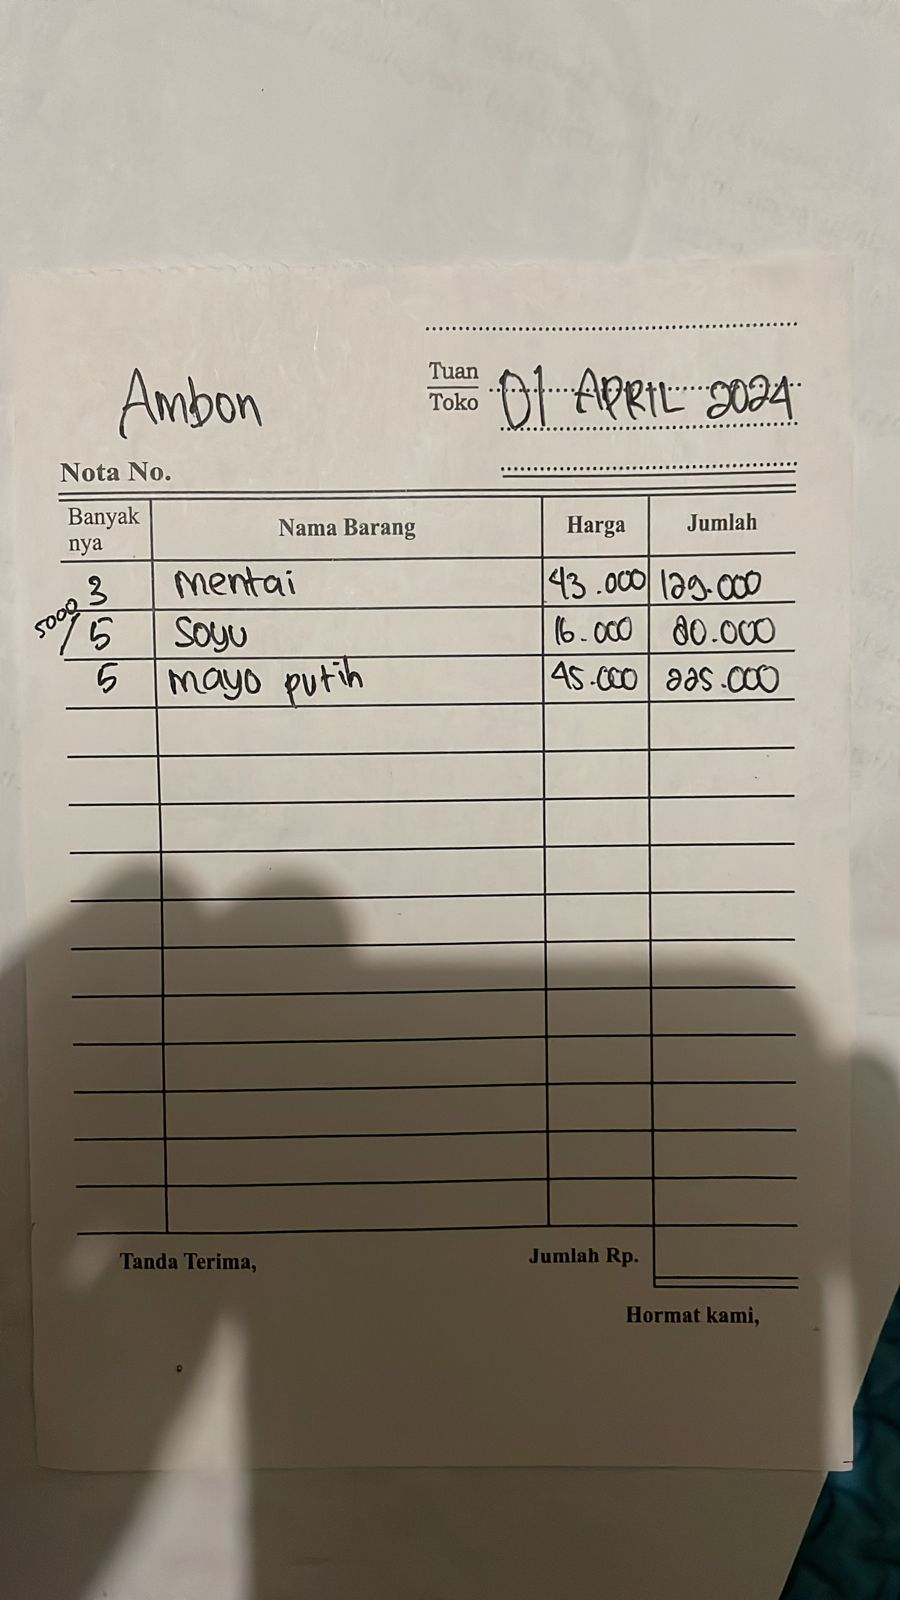 Ambon
Tuan
Toko
01 APRIL 2024
Nota No.
Banyak nya Nama Barang Harga Jumlah
3 mentai 43.000 129.000
5000/ 5 Soyu 16.000 80.000
5 mayo putih 45.000 225.000
Tanda Terima, Jumlah Rp.
Hormat kami,